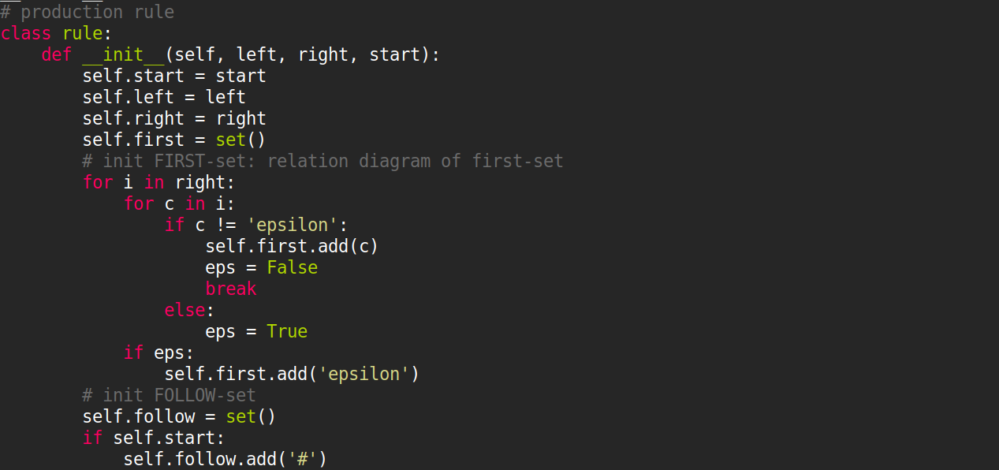 # production rule
class rule:
    def __init__(self, left, right, start):
        self.start = start
        self.left = left
        self.right = right
        self.first = set()
        # init FIRST-set: relation diagram of first-set
        for i in right:
            for c in i:
                if c != 'epsilon':
                    self.first.add(c)
                    eps = False
                    break
                else:
                    eps = True
            if eps:
                self.first.add('epsilon')
        # init FOLLOW-set
        self.follow = set()
        if self.start:
            self.follow.add('#')